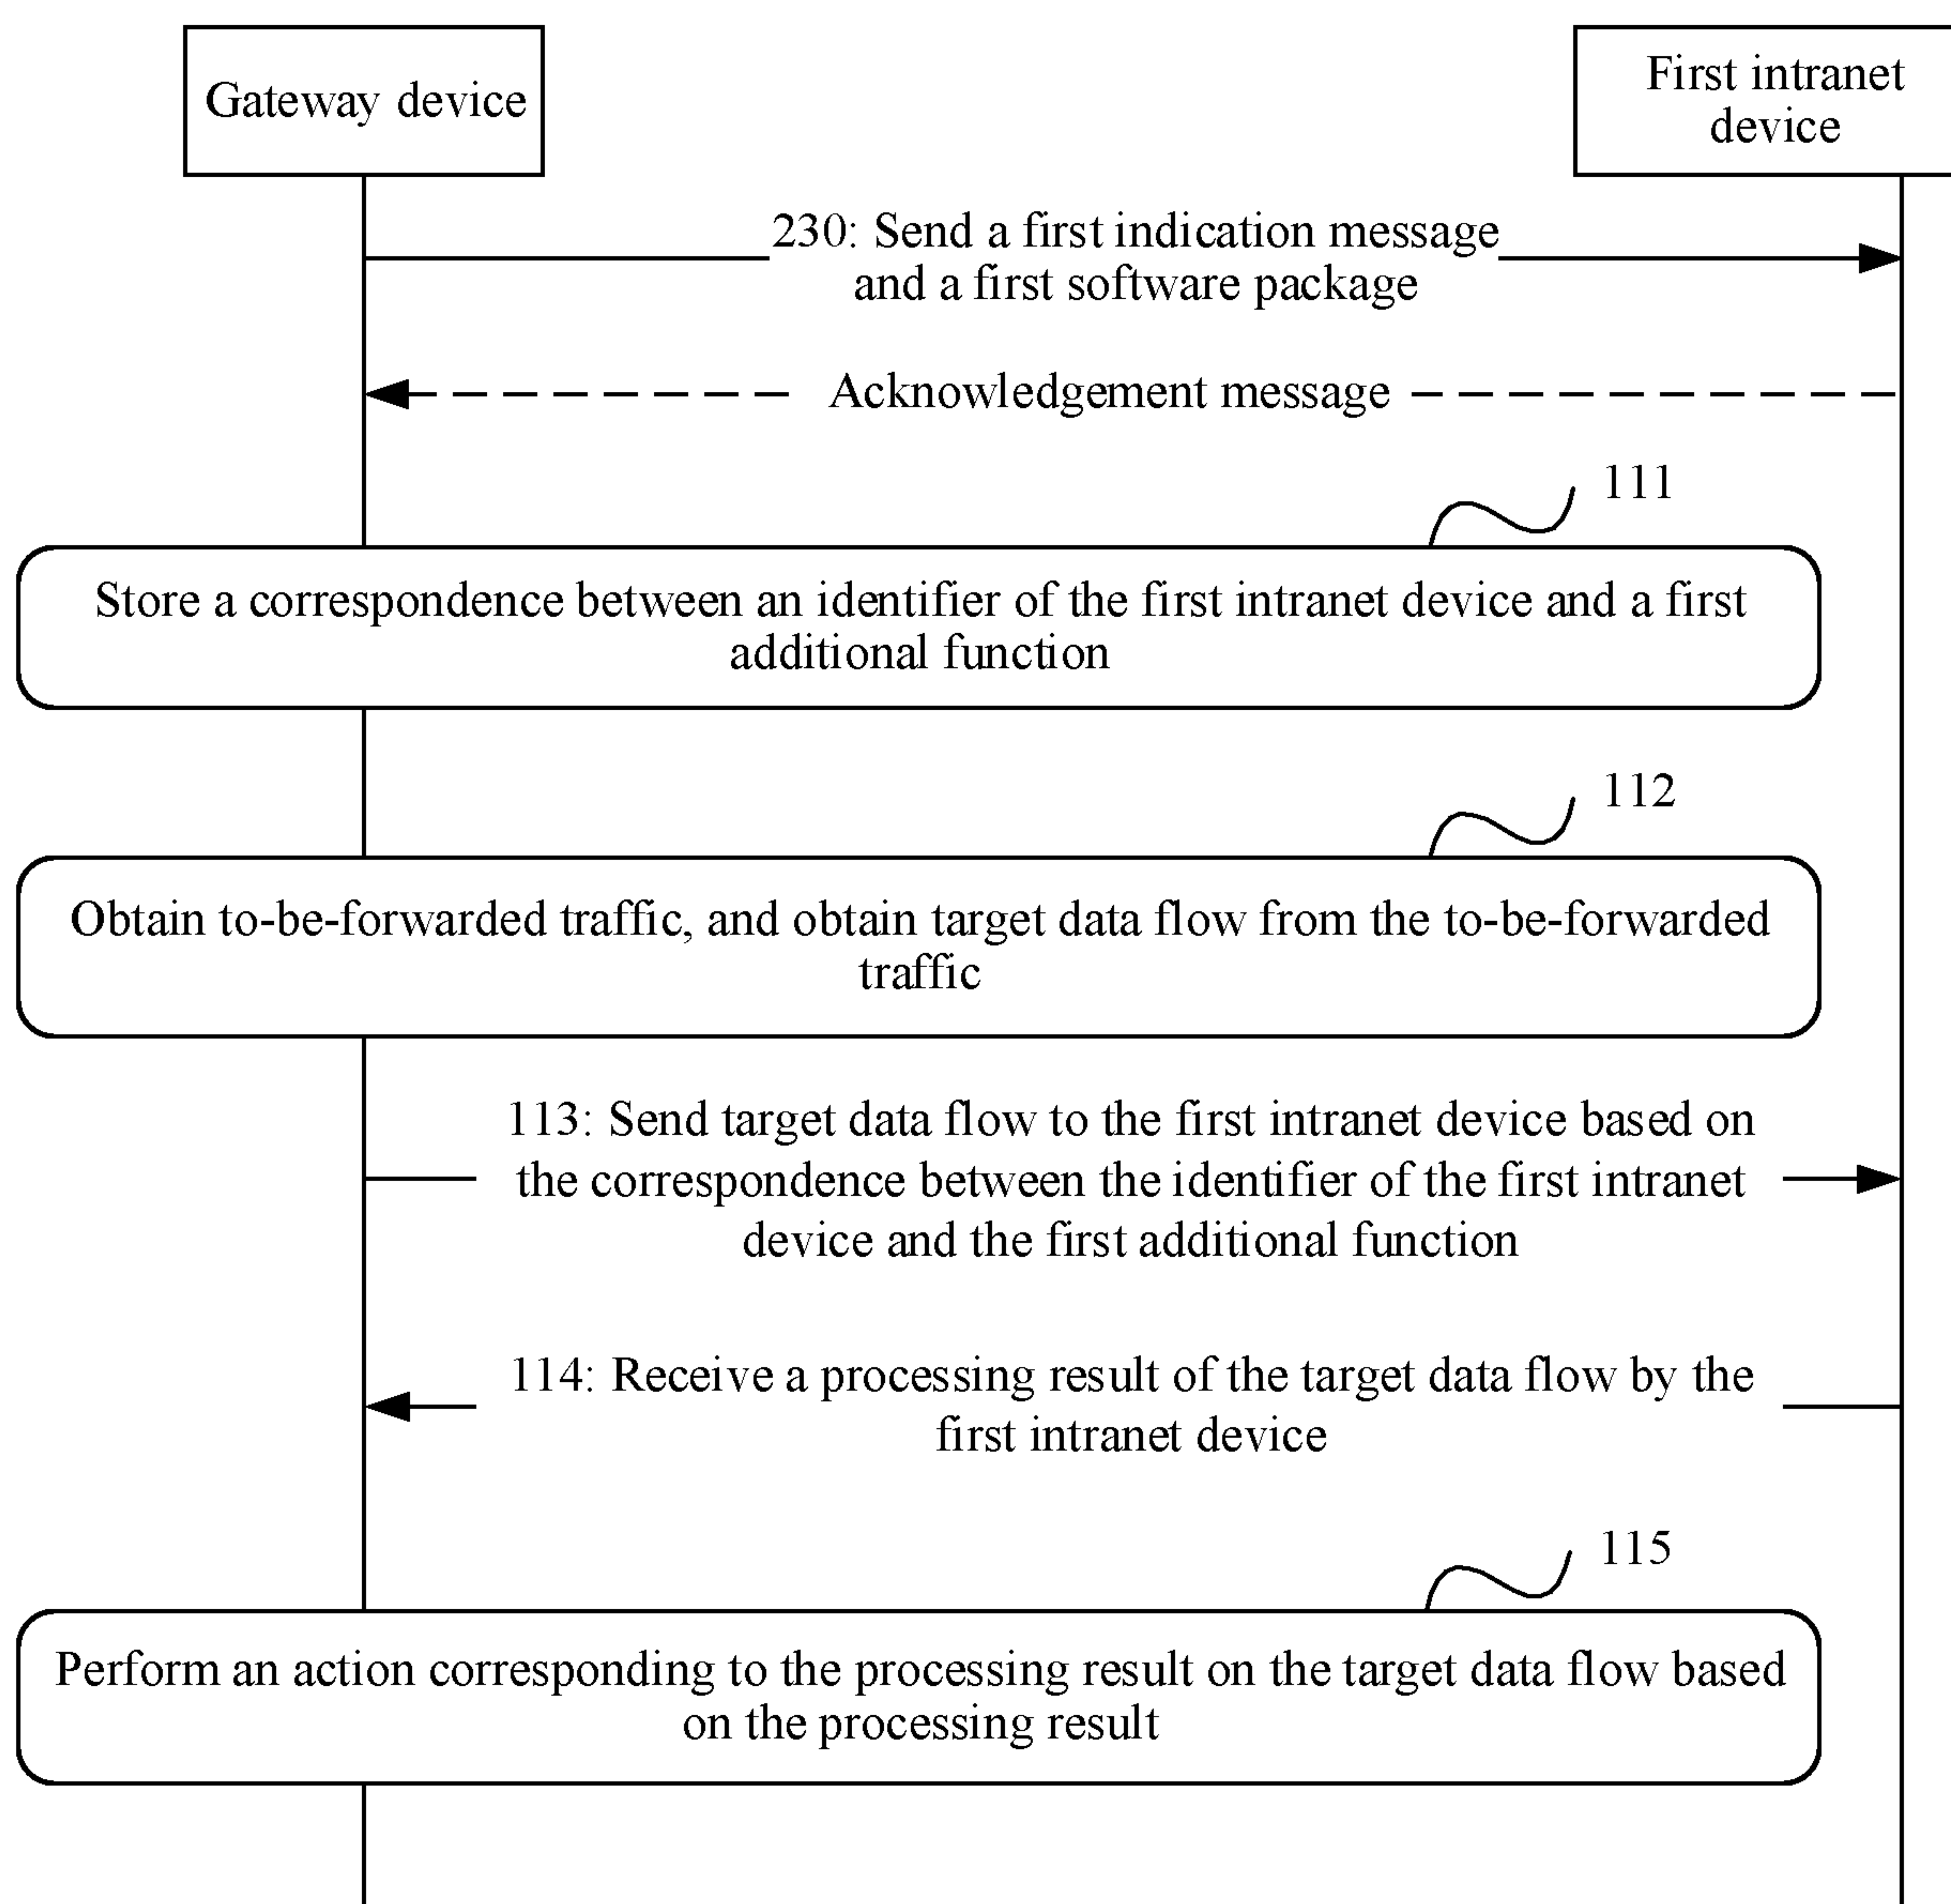 Gateway device
First intranet
device
230: Send a first indication message
and a first software package
Acknowledgement message
111
Store a correspondence between an identifier of the first intranet device and a first
additional function
112
Obtain to-be-forwarded traffic, and obtain target data flow from the to-be-forwarded
traffic
113: Send target data flow to the first intranet device based on
the correspondence between the identifier of the first intranet
device and the first additional function
114: Receive a processing result of the target data flow by the
first intranet device
115
Perform an action corresponding to the processing result on the target data flow based
on the processing result